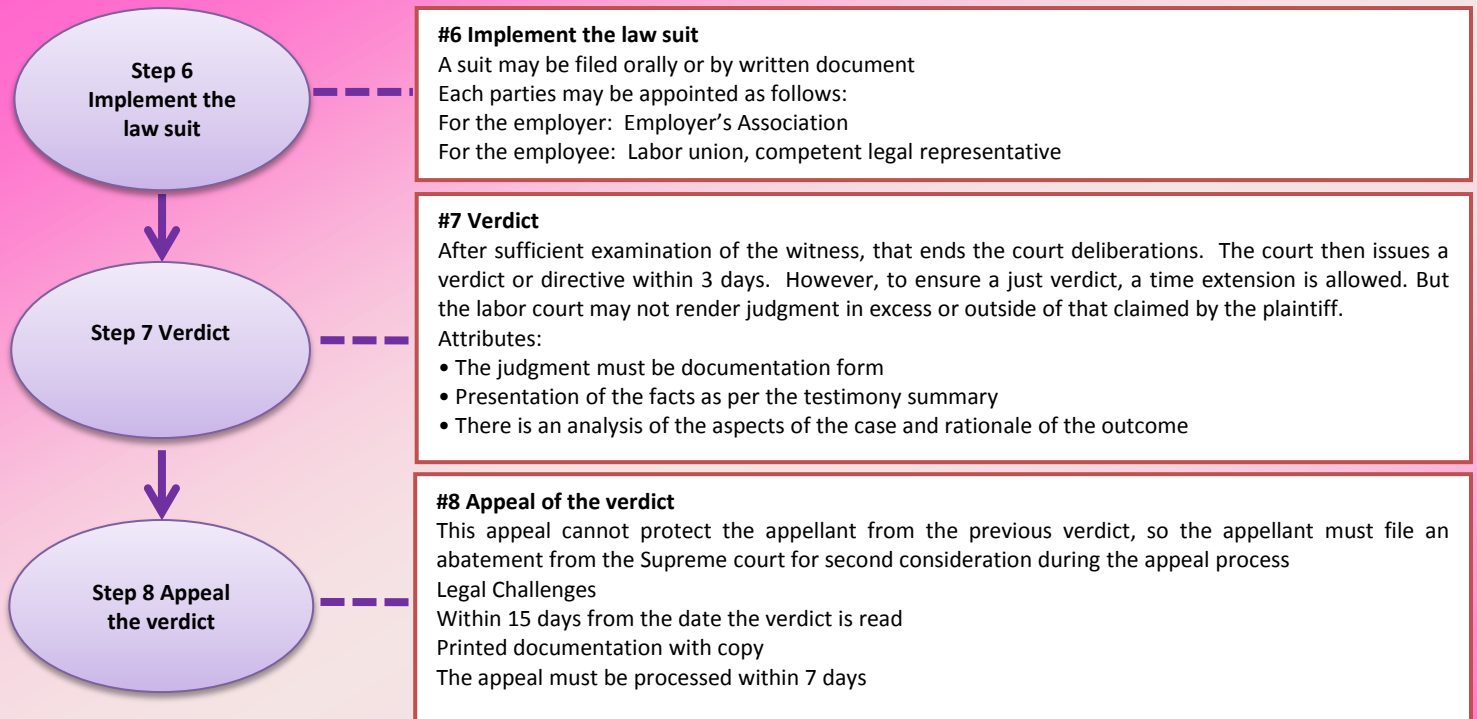 Step 6
Implement the
law suit
#6 Implement the law suit
A suit may be filed orally or by written document
Each parties may be appointed as follows:
For the employer:  Employer’s Association
For the employee:  Labor union, competent legal representative
Step 7 Verdict
#7 Verdict
After sufficient examination of the witness, that ends the court deliberations.  The court then issues a
verdict or directive within 3 days.  However, to ensure a just verdict, a time extension is allowed. But
the labor court may not render judgment in excess or outside of that claimed by the plaintiff.
Attributes:
• The judgment must be documentation form
• Presentation of the facts as per the testimony summary
• There is an analysis of the aspects of the case and rationale of the outcome
Step 8 Appeal
the verdict
#8 Appeal of the verdict
This appeal cannot protect the appellant from the previous verdict, so the appellant must file an
abatement from the Supreme court for second consideration during the appeal process
Legal Challenges
Within 15 days from the date the verdict is read
Printed documentation with copy
The appeal must be processed within 7 days